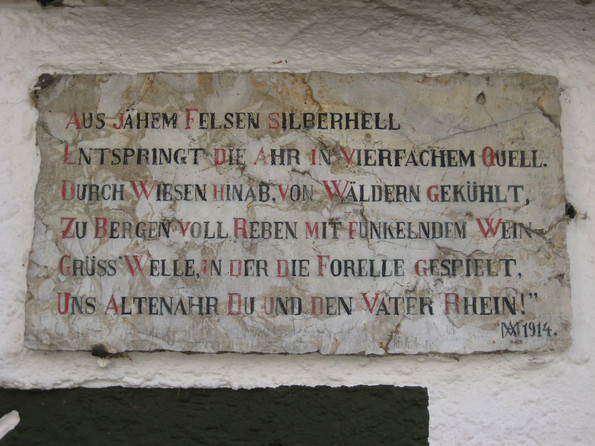 AUS JÄHEM FELSEN SILBERHELL
ENTSPRINGT DIE AHR IN VIERFACHEM QUELL.
DURCH WIESEN HINAB, VON WÄLDERN GEKÜHLT,
ZU BERGEN VOLL REBEN MIT FUNKELNDEM WEIN
GRÜSS' WELLE, IN DER DIE FORELLE GESPIELT,
UNS ALTENAHR DU UND DEN VATER RHEIN!"
1914.